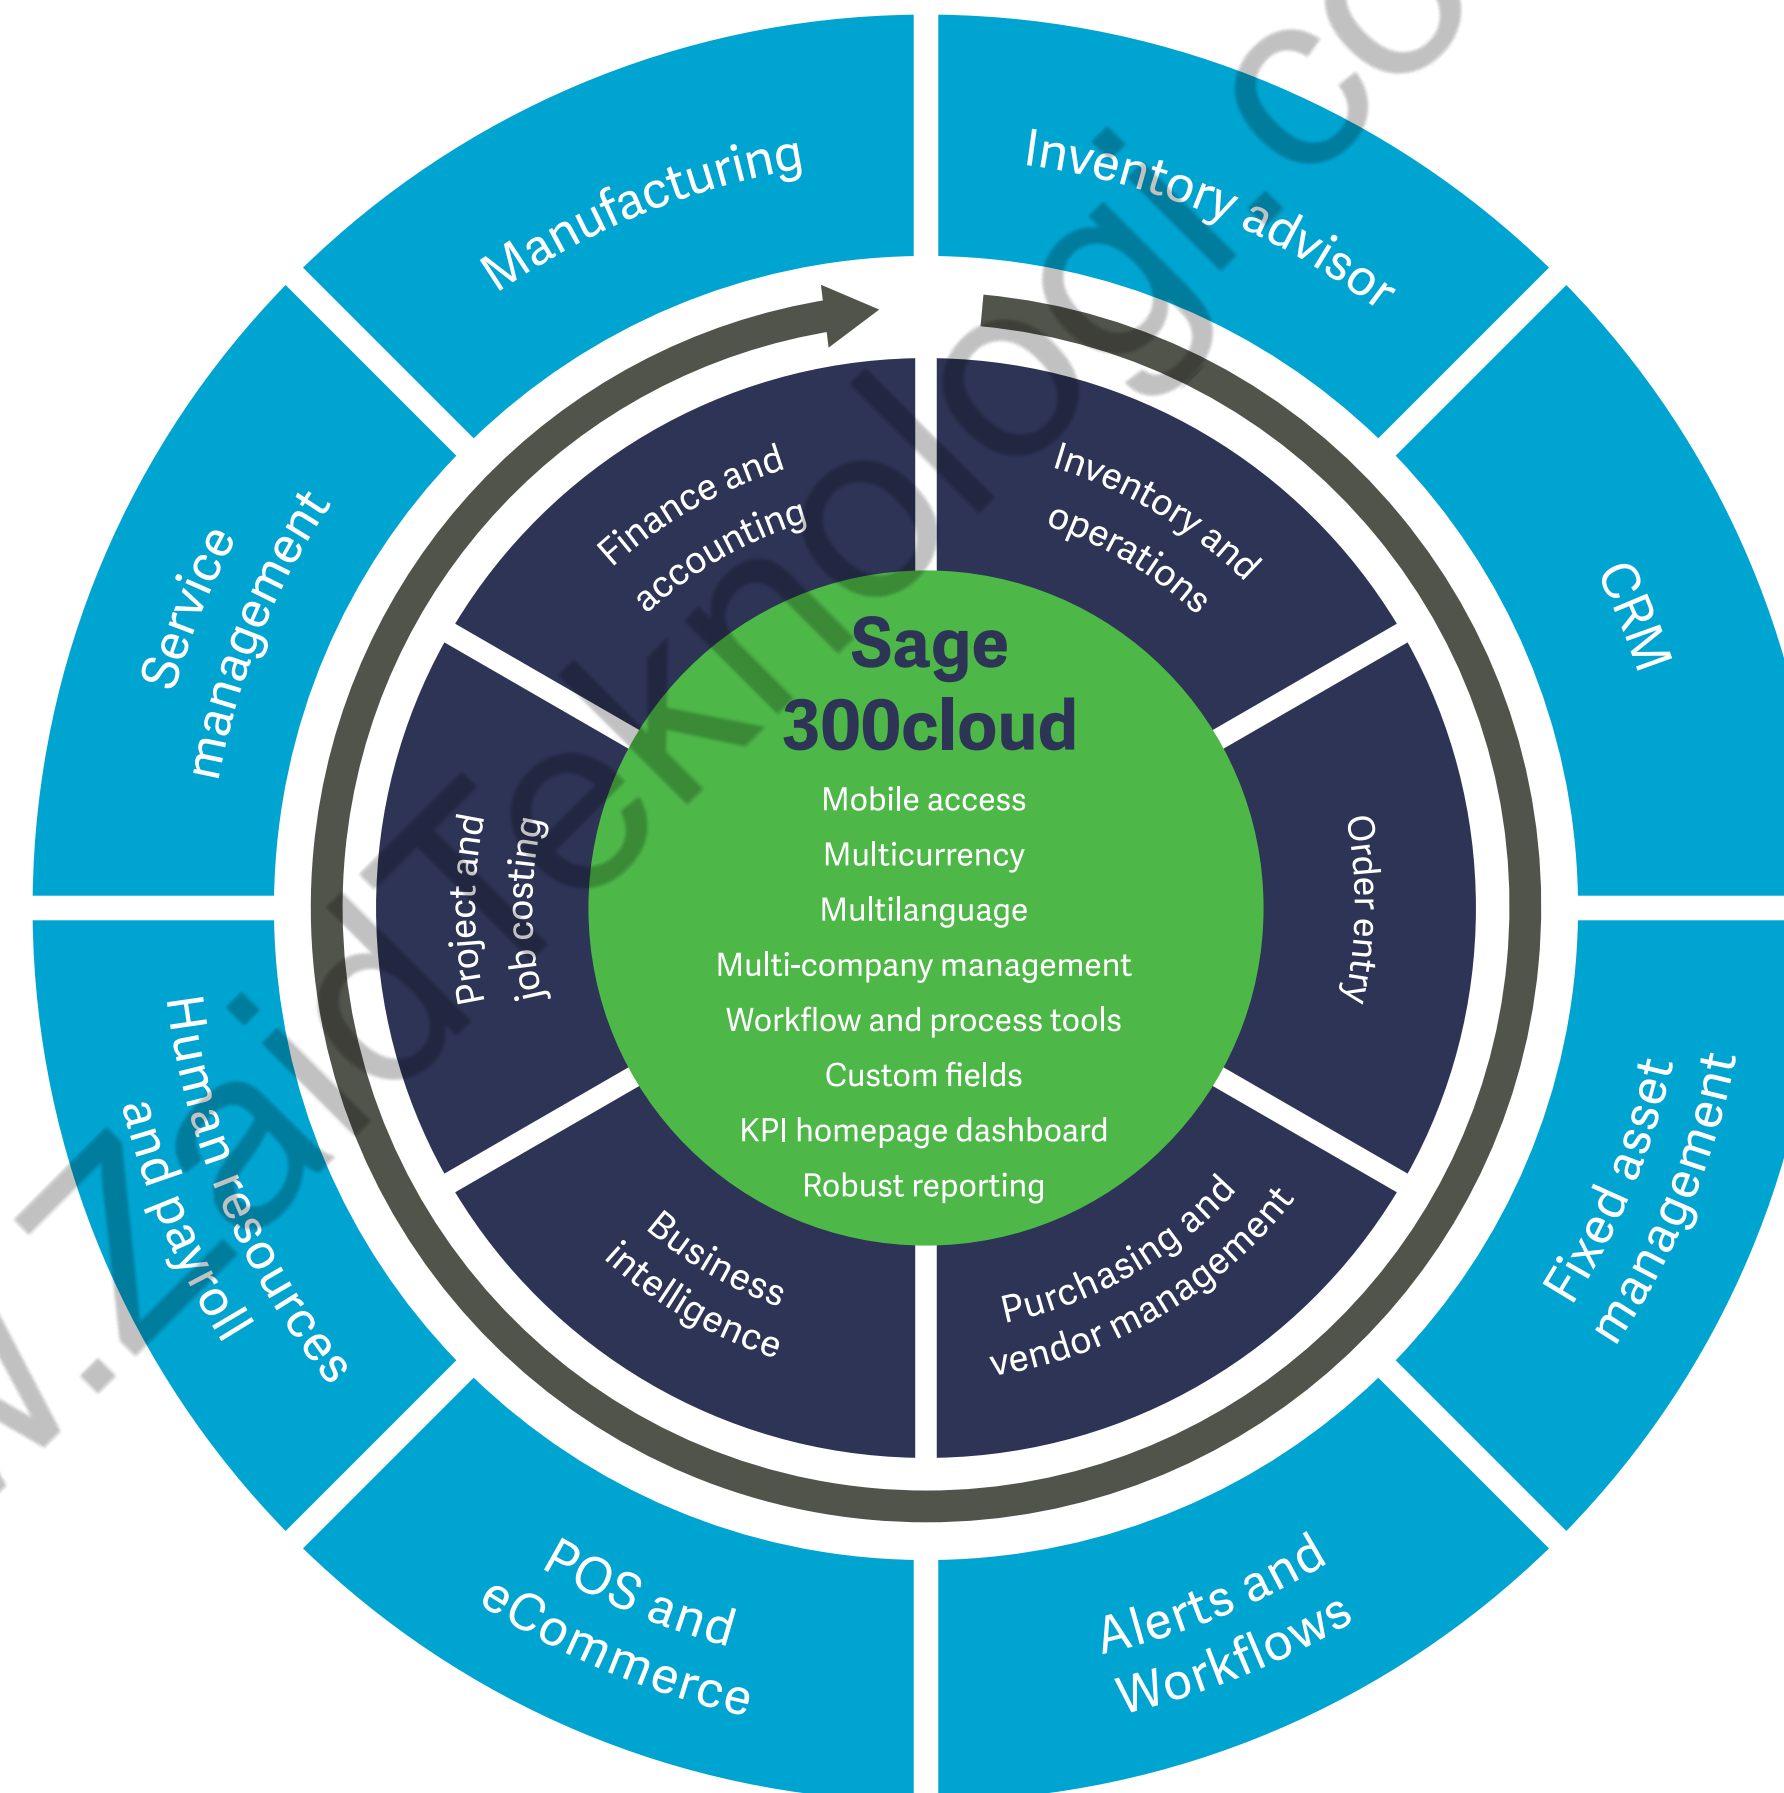 Manufacturing
Inventory advisor
CRM
Fixed asset
management
Alerts and
Workflows
POS and
eCommerce
Human resources
and payroll
Service
management
Finance and
accounting
Inventory and
operations
Order entry
Purchasing and
vendor management
Business
intelligence
Project and
job costing
Sage
300cloud
Mobile access
Multicurrency
Multilanguage
Multi-company management
Workflow and process tools
Custom fields
KPI homepage dashboard
Robust reporting
.ZaidTeknologi.co